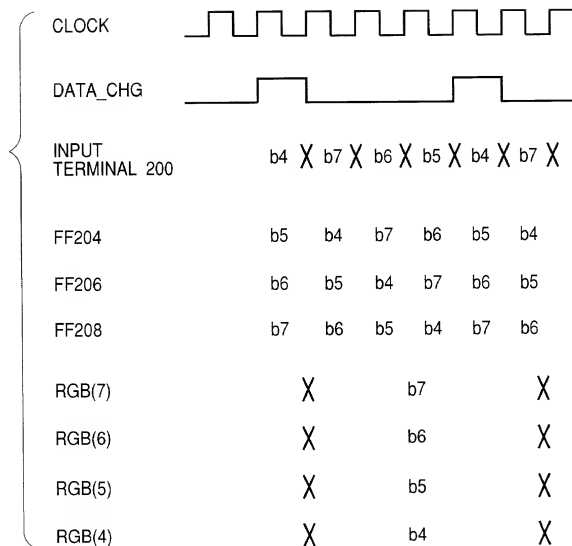 CLOCK
DATA_CHG
INPUT
TERMINAL 200
b4 X b7 X b6 X b5 X b4 X b7 X
FF204 b5 b4 b7 b6 b5 b4
FF206 b6 b5 b4 b7 b6 b5
FF208 b7 b6 b5 b4 b7 b6
RGB(7) X b7 X
RGB(6) X b6 X
RGB(5) X b5 X
RGB(4) X b4 X